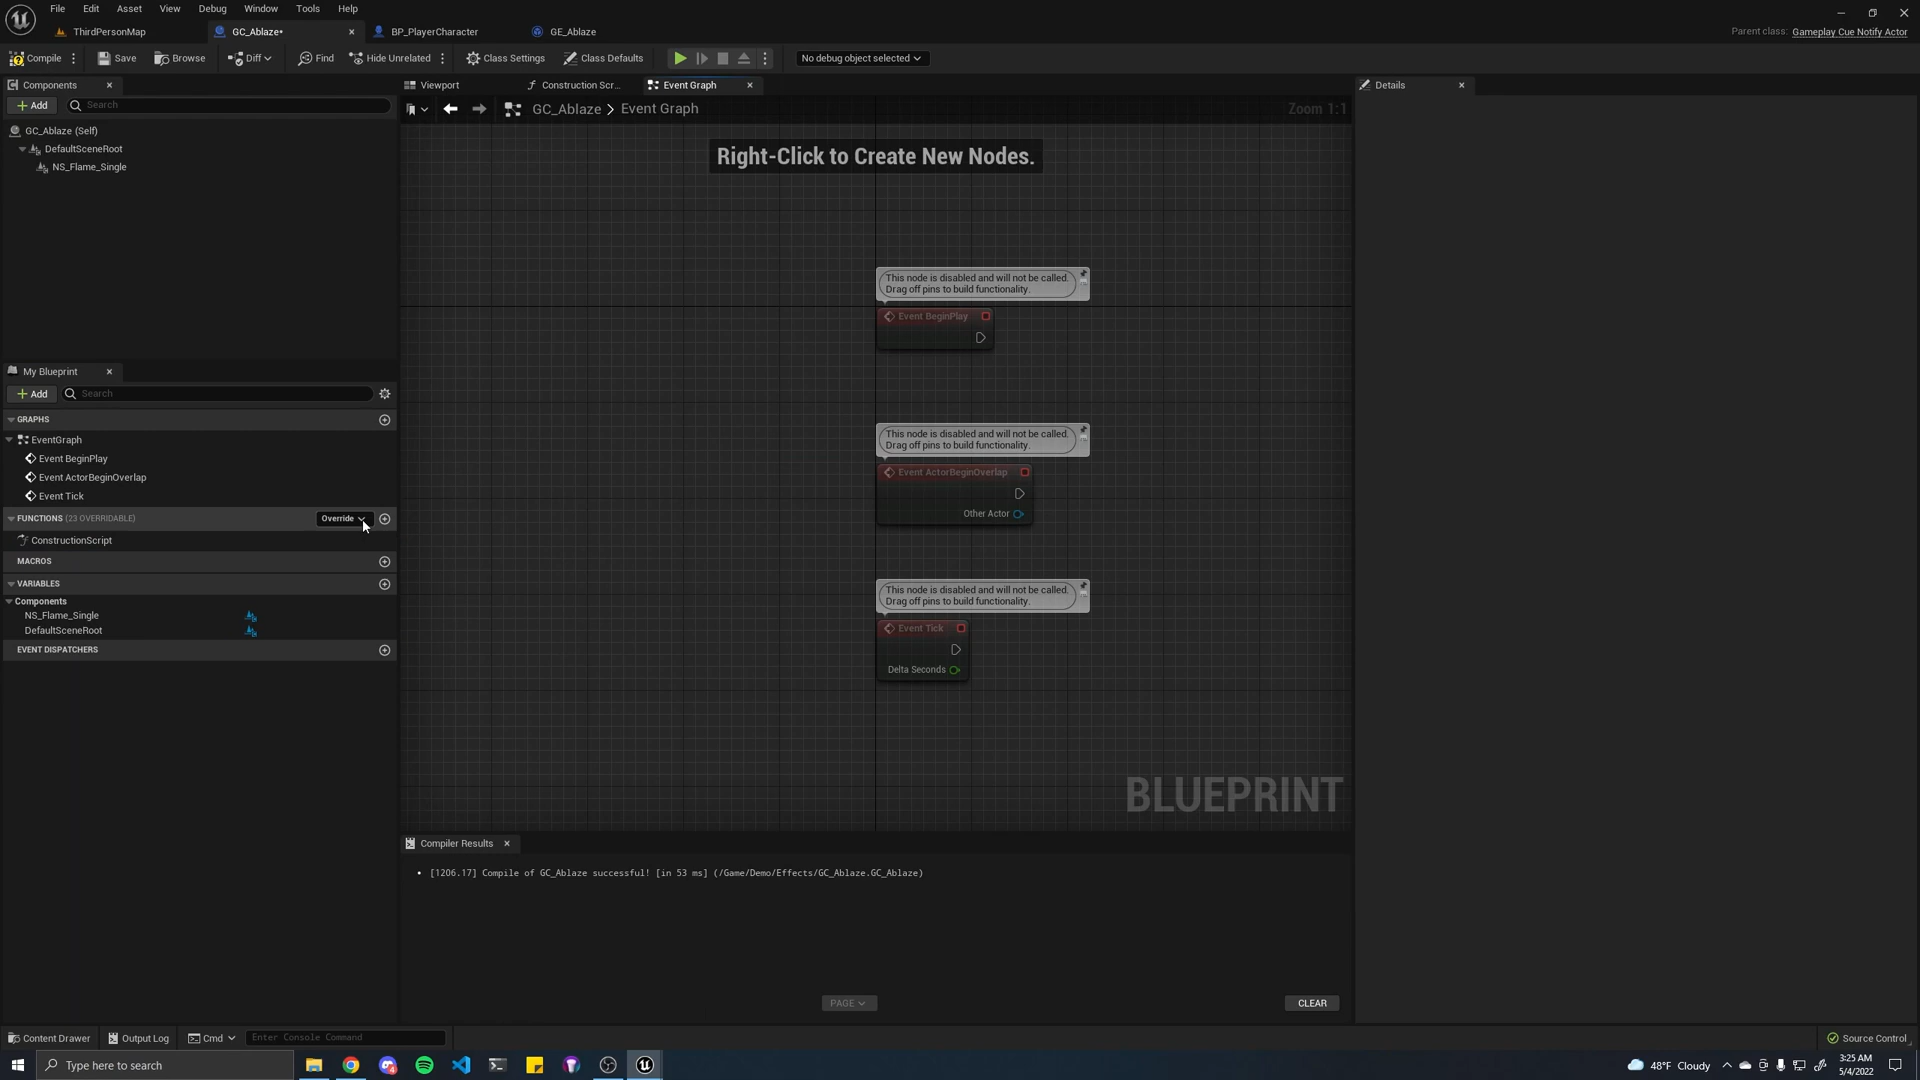 File Edit Asset View Debug Window Tools Help
ThirdPersonMap GC_Ablaze* BP_PlayerCharacter GE_Ablaze Parent class: Gameplay Cue Notify Actor
Compile Save Browse Diff Find Hide Unrelated Class Settings Class Defaults No debug object selected
Components Viewport Construction Scr... Event Graph Details
Add Search
GC_Ablaze > Event Graph Zoom 1:1
GC_Ablaze (Self)
DefaultSceneRoot
NS_Flame_Single
Right-Click to Create New Nodes.
This node is disabled and will not be called.
Drag off pins to build functionality.
Event BeginPlay
This node is disabled and will not be called.
Drag off pins to build functionality.
Event ActorBeginOverlap
Other Actor
This node is disabled and will not be called.
Drag off pins to build functionality.
Event Tick
Delta Seconds
BLUEPRINT
My Blueprint
Add Search
GRAPHS
EventGraph
Event BeginPlay
Event ActorBeginOverlap
Event Tick
FUNCTIONS (23 OVERRIDABLE) Override
ConstructionScript
MACROS
VARIABLES
Components
NS_Flame_Single
DefaultSceneRoot
EVENT DISPATCHERS
Compiler Results
• [1206.17] Compile of GC_Ablaze successful! [in 53 ms] (/Game/Demo/Effects/GC_Ablaze.GC_Ablaze)
PAGE CLEAR
Content Drawer Output Log Cmd Enter Console Command Source Control
Type here to search 48°F Cloudy 3:25 AM
5/4/2022